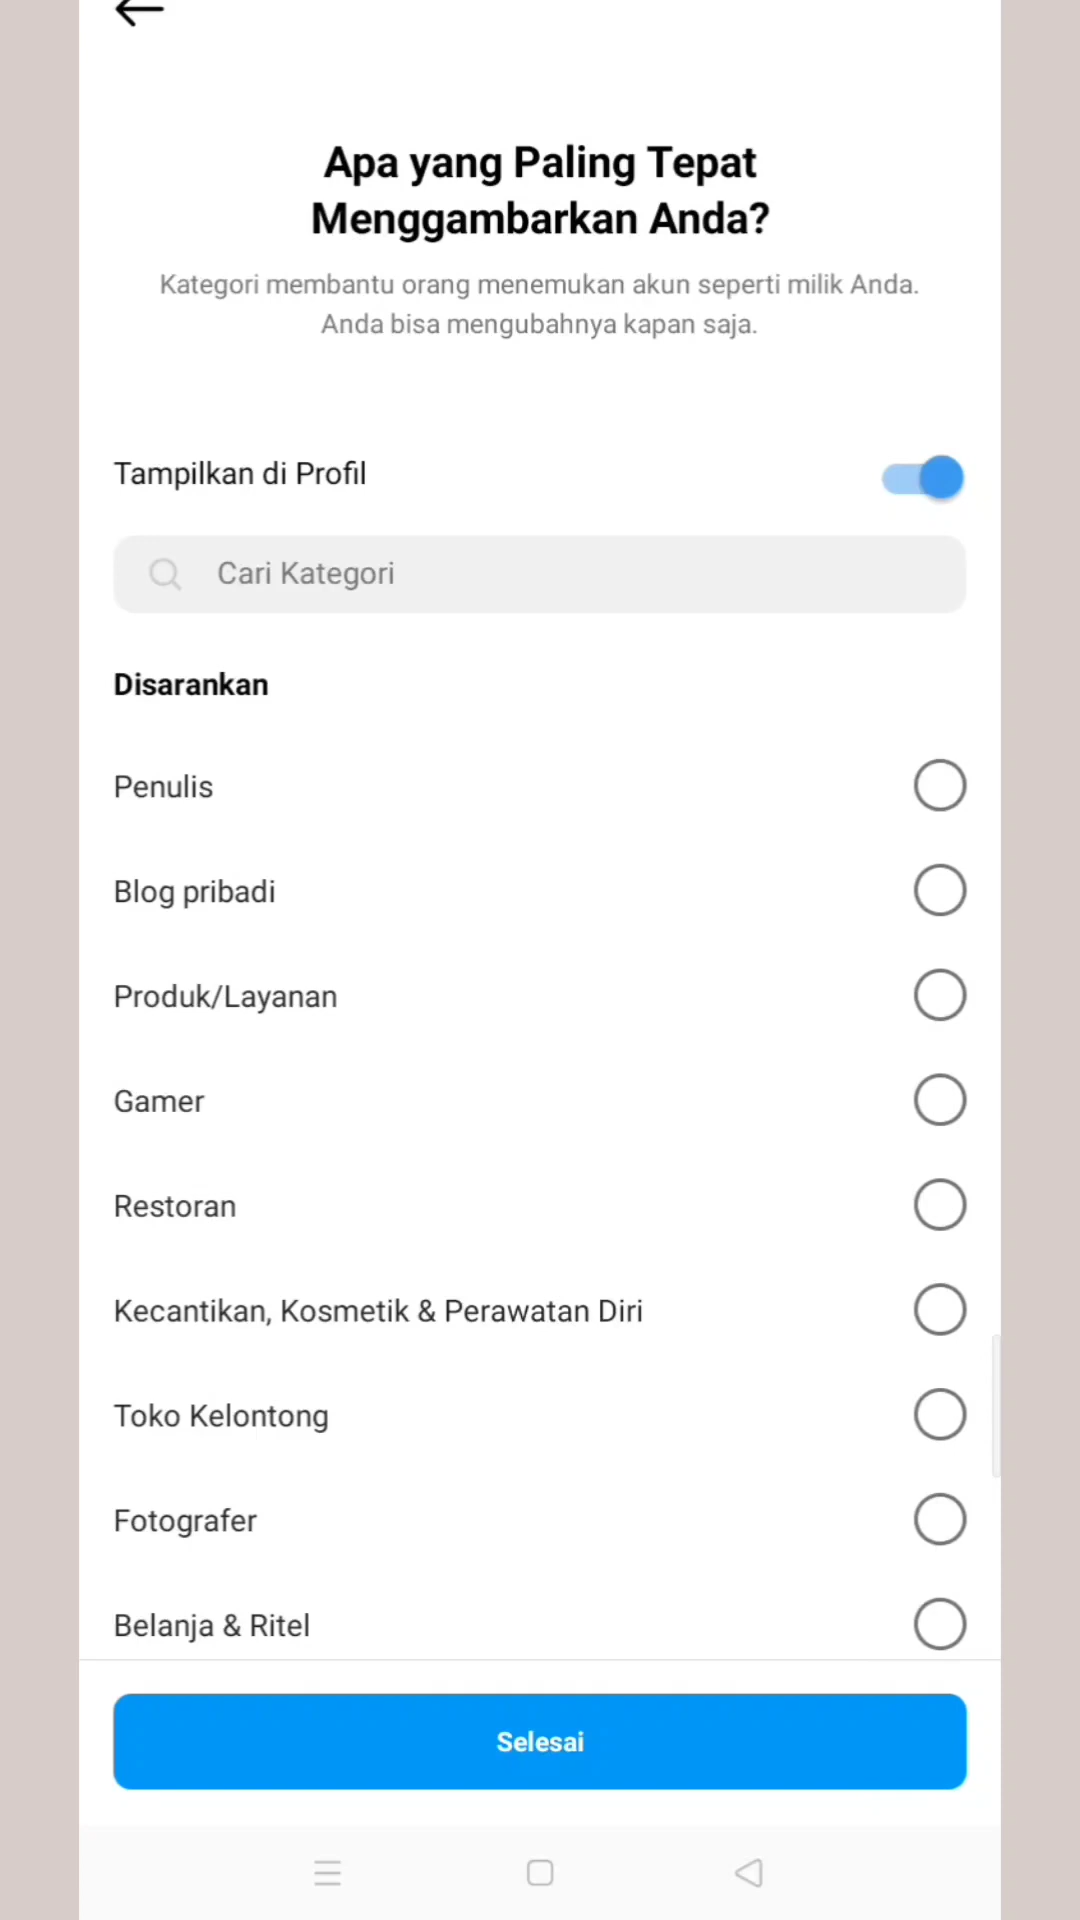 Apa yang Paling Tepat
Menggambarkan Anda?
Kategori membantu orang menemukan akun seperti milik Anda.
Anda bisa mengubahnya kapan saja.
Tampilkan di Profil
Cari Kategori
Disarankan
Penulis
Blog pribadi
Produk/Layanan
Gamer
Restoran
Kecantikan, Kosmetik & Perawatan Diri
Toko Kelontong
Fotografer
Belanja & Ritel
Selesai